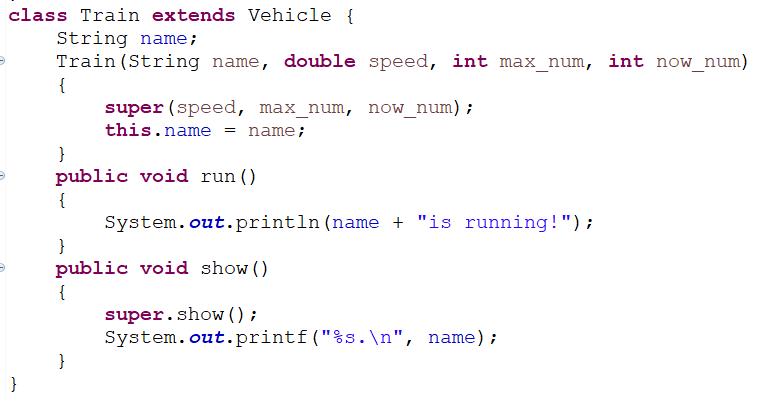 class Train extends Vehicle {
    String name;
    Train(String name, double speed, int max_num, int now_num)
    {
        super(speed, max_num, now_num);
        this.name = name;
    }
    public void run()
    {
        System.out.println(name + "is running!");
    }
    public void show()
    {
        super.show();
        System.out.printf("%s.\n", name);
    }
}